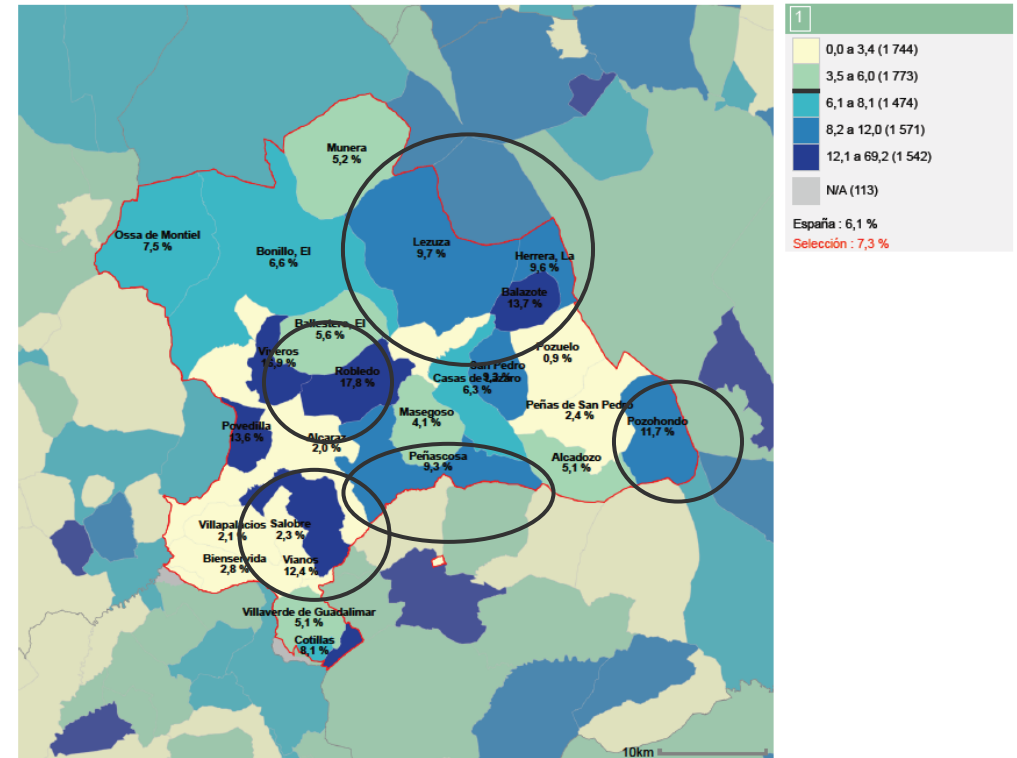 1
0,0 a 3,4 (1 744)
3,5 a 6,0 (1 773)
6,1 a 8,1 (1 474)
8,2 a 12,0 (1 571)
12,1 a 69,2 (1 542)
N/A (113)
España : 6,1 %
Selección : 7,3 %
Munera
5,2 %
Ossa de Montiel
7,5 %
Bonillo, El
6,6 %
Lezuza
9,7 %
Herrera, La
9,6 %
Balazote
13,7 %
Ballestero, El
5,6 %
Viveros
Robledo
17,8 %
Pozuelo
0,9 %
San Pedro
9,3 %
Casas de Lázaro
6,3 %
Masegoso
4,1 %
Peñas de San Pedro
2,4 %
Pozohondo
11,7 %
Povedilla
13,6 %
Alcaraz
2,0 %
Peñascosa
9,3 %
Alcadozo
5,1 %
Villapalacios
2,1 %
Salobre
2,3 %
Bienservida
2,8 %
Vianos
12,4 %
Villaverde de Guadalimar
5,1 %
Cotillas
8,1 %
10km